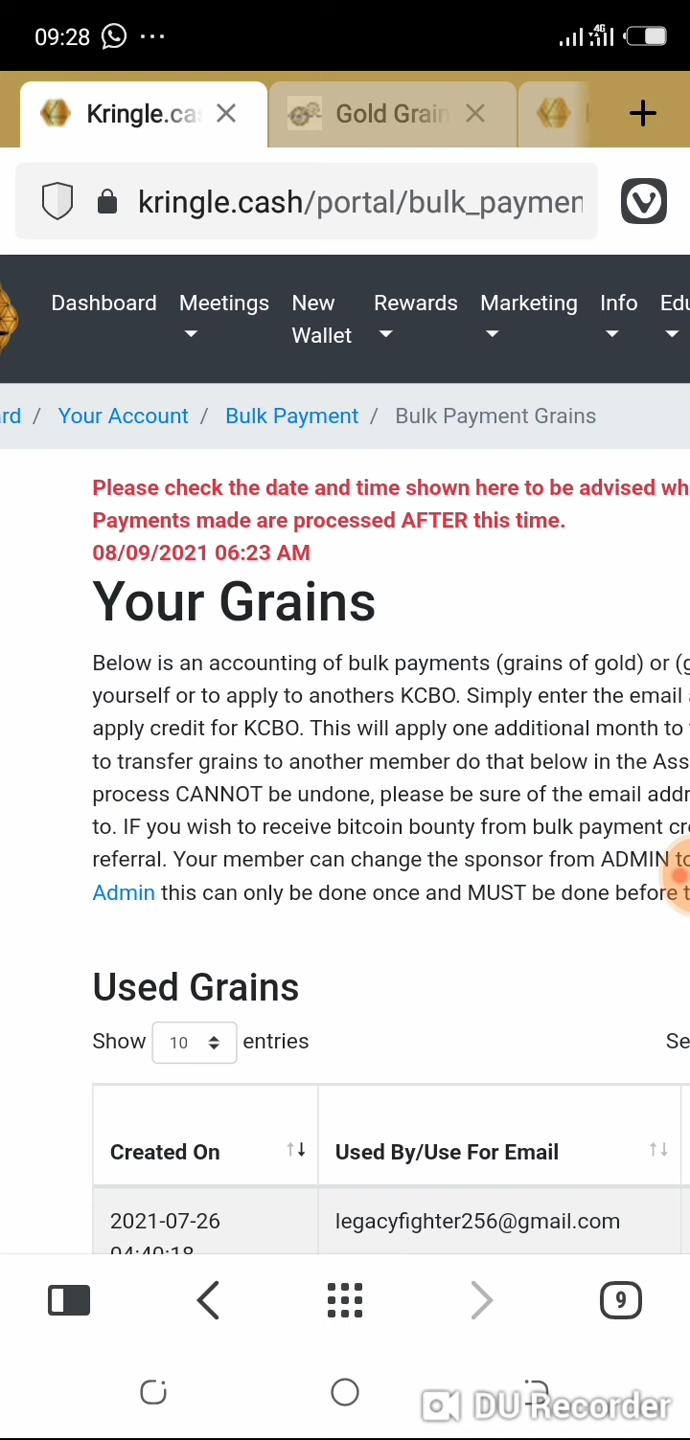 09:28
4G
Kringle.ca
Gold Grain
kringle.cash/portal/bulk_paymen
Dashboard Meetings New Wallet Rewards Marketing Info Edu
rd / Your Account / Bulk Payment / Bulk Payment Grains
Please check the date and time shown here to be advised wh
Payments made are processed AFTER this time.
08/09/2021 06:23 AM
Your Grains
Below is an accounting of bulk payments (grains of gold) or (g
yourself or to apply to anothers KCBO. Simply enter the email
apply credit for KCBO. This will apply one additional month to
to transfer grains to another member do that below in the Ass
process CANNOT be undone, please be sure of the email addr
to. IF you wish to receive bitcoin bounty from bulk payment cr
referral. Your member can change the sponsor from ADMIN to
Admin this can only be done once and MUST be done before t
Used Grains
Show 10 entries Se
Created On Used By/Use For Email
2021-07-26 legacyfighter256@gmail.com
04:40:18
9
DU Recorder